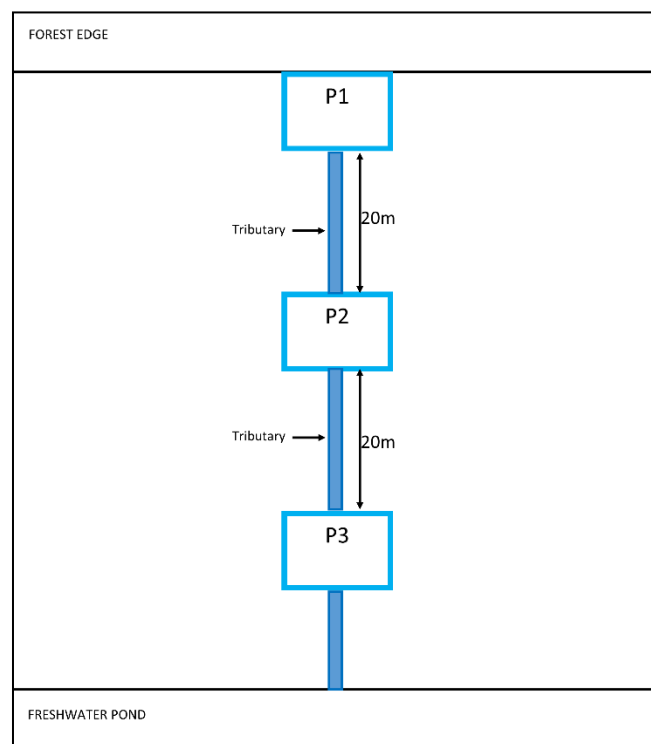 FOREST EDGE
P1
Tributary
20m
P2
Tributary
20m
P3
FRESHWATER POND